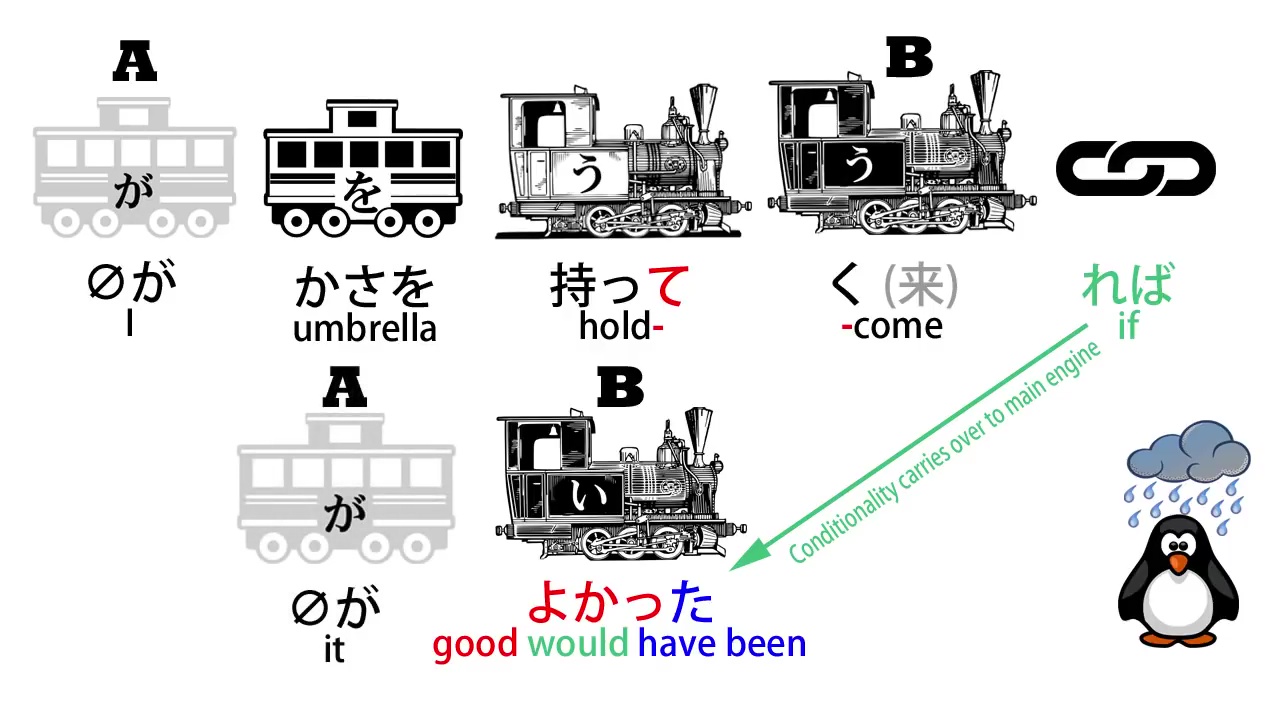 A
B
が
を
う
う
∅が
かさを
持って
く (来)
れば
I
umbrella
hold-
-come
if
A
B
Conditionality carries over to main engine
が
い
∅が
よかった
it
good would have been